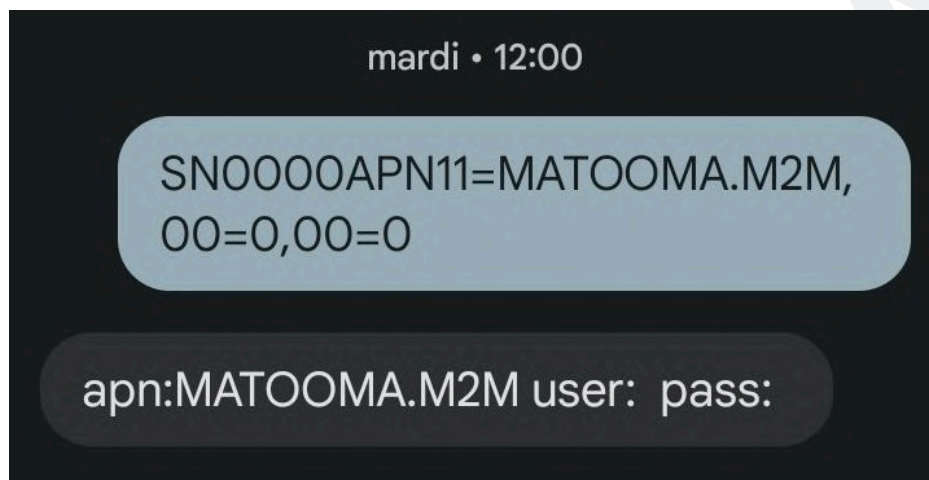 mardi • 12:00
SN0000APN11=MATOOMA.M2M,
00=0,00=0
apn:MATOOMA.M2M user:  pass: